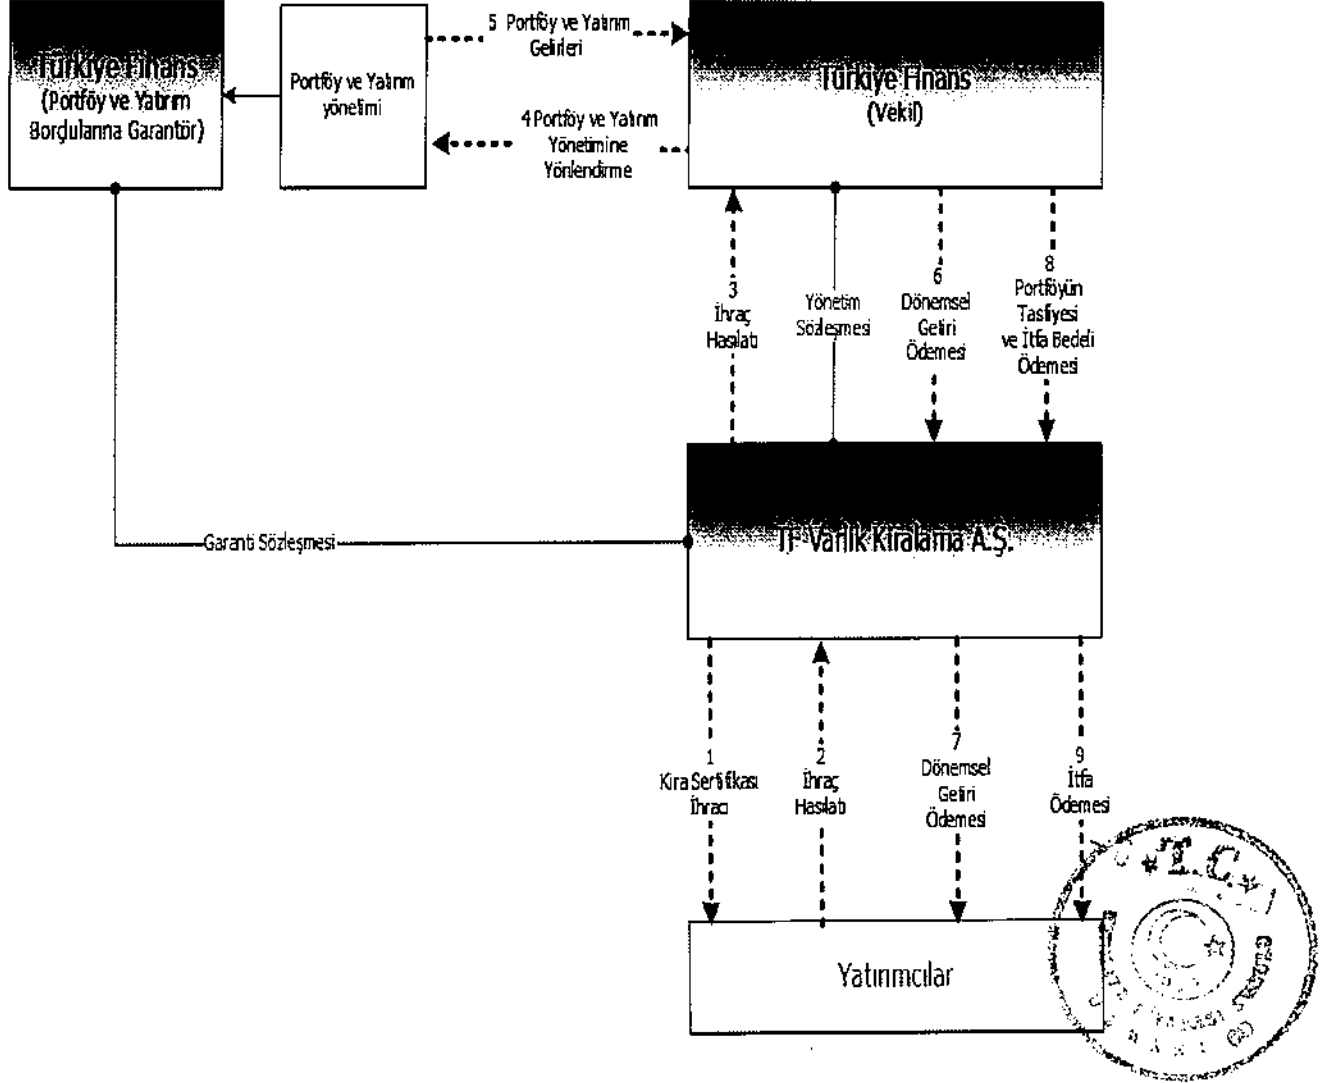 Türkiye Finans
(Portföy ve Yatırım
Borçlularına Garantör)
Portföy ve Yatırım
yönetimi
5 Portföy ve Yatırım
Gelirleri
4 Portföy ve Yatırım
Yönetimine
Yönlendirme
Türkiye Finans
(Vekil)
3
İhraç
Hasılatı
Yönetim
Sözleşmesi
6
Dönemsel
Getiri
Ödemesi
8
Portföyün
Tasfiyesi
ve İtfa Bedeli
Ödemesi
Garanti Sözleşmesi
TF Varlık Kiralama A.Ş.
1
Kira Sertifikası
İhracı
2
İhraç
Hasılatı
7
Dönemsel
Getiri
Ödemesi
9
İtfa
Ödemesi
Yatırımcılar
T.C.